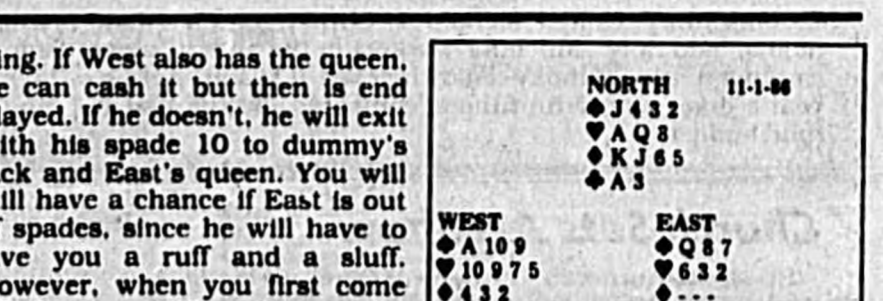 ing. If West also has the queen,
e can cash it but then is end
layed. If he doesn't, he will exit
ith his spade 10 to dummy's
ck and East's queen. You will
ill have a chance if East is out
f spades, since he will have to
ve you a ruff and a sluff.
owever, when you first come
NORTH 11-1-86
♠ J 4 3 2
♥ A Q 8
♦ K J 6 5
♣ A 3
WEST EAST
♠ A 10 9 ♠ Q 8 7
♥ 10 9 7 5 ♥ 6 3 2
♦ 4 3 2 ♦ - - -